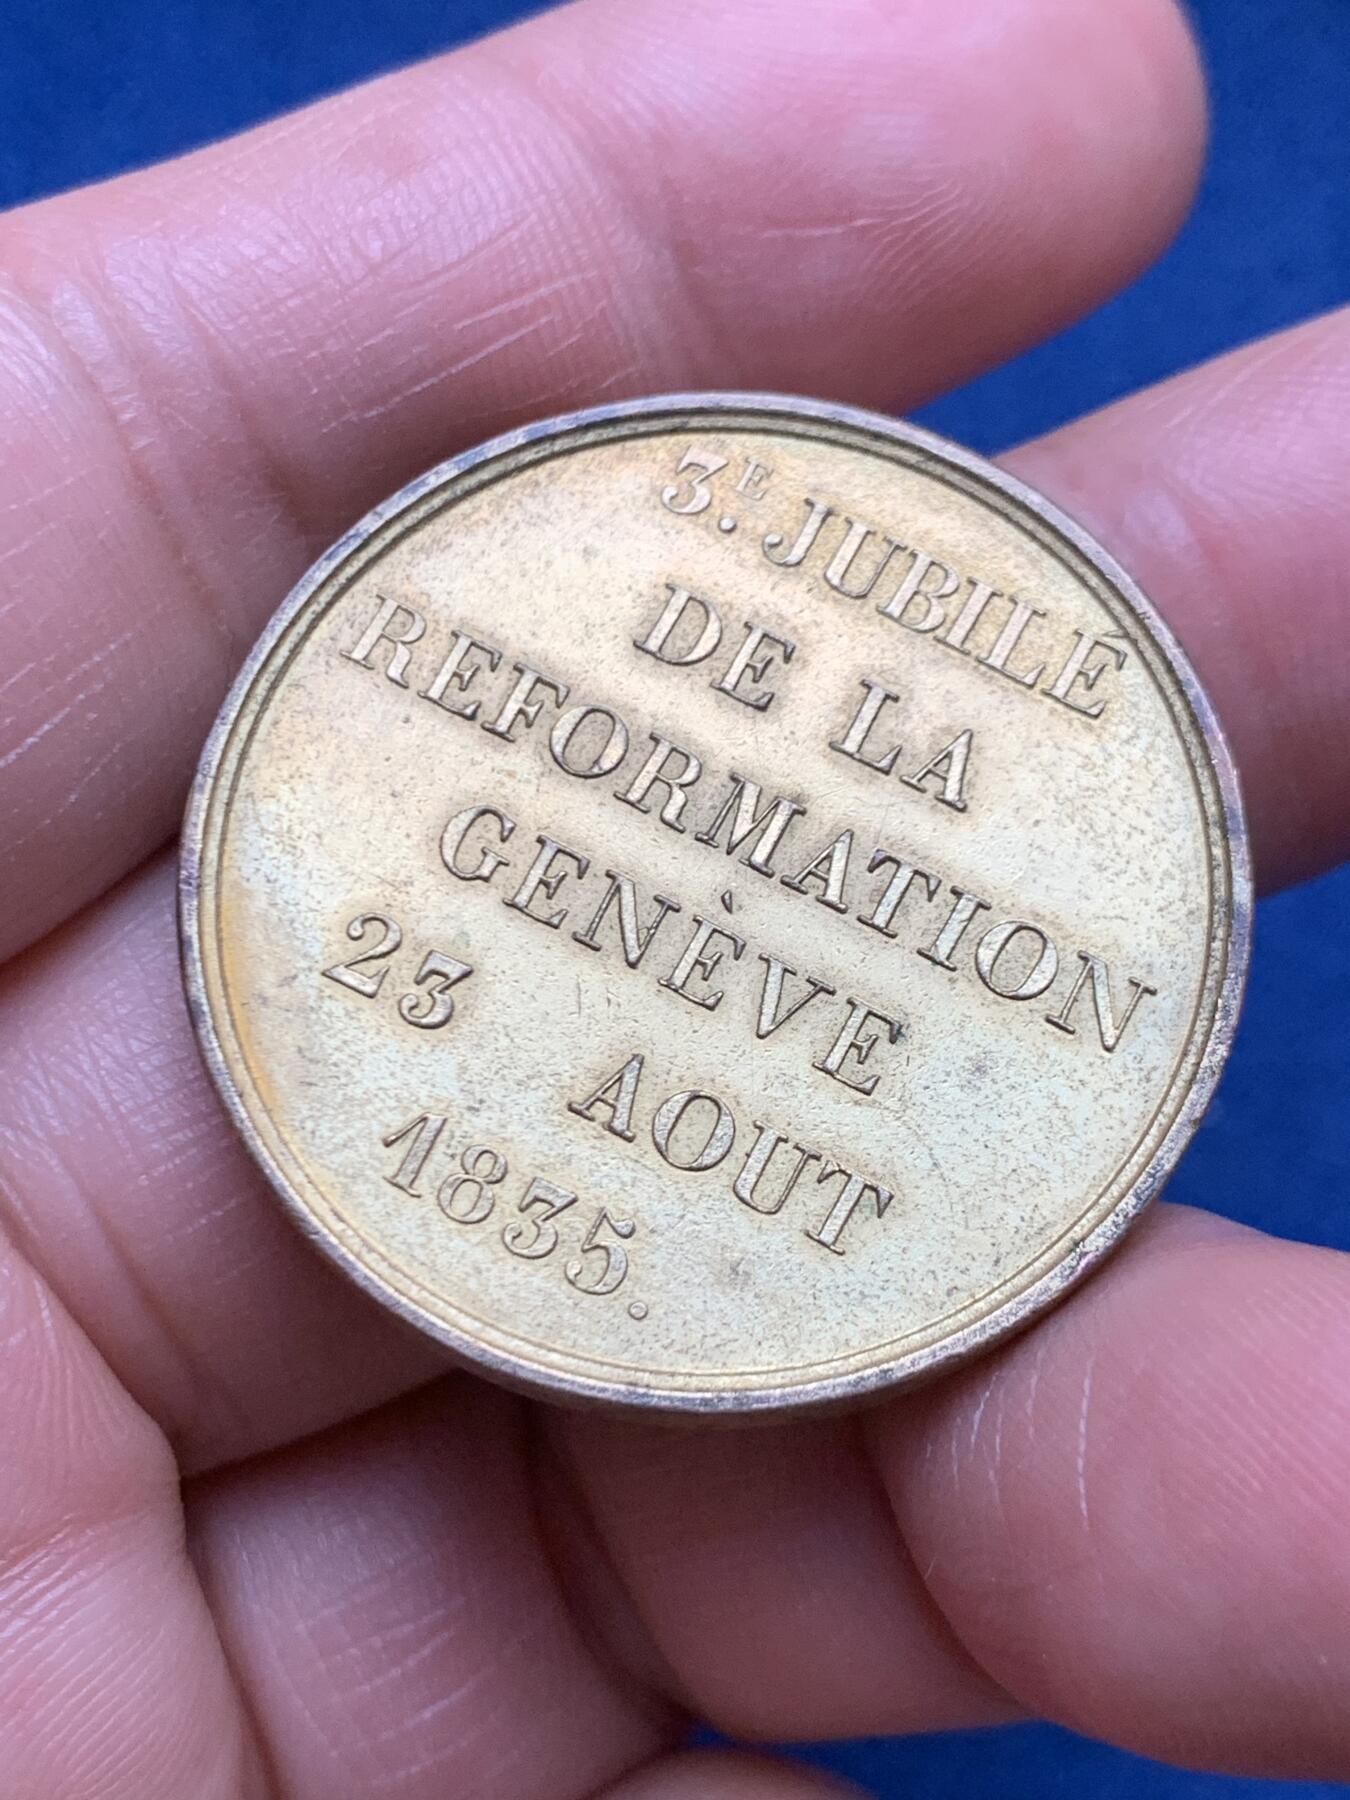 3.E JUBILÉ
DE LA
REFORMATION
GENÈVE
23 AOUT
1835.